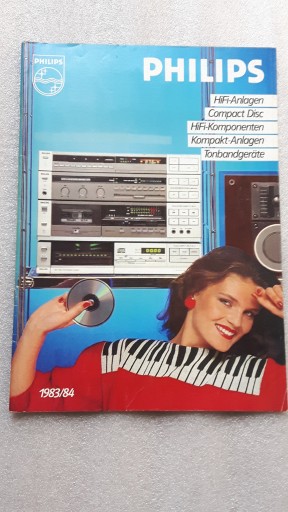 PHILIPS
PHILIPS
HiFi-Anlagen
Compact Disc
HiFi-Komponenten
Kompakt-Anlagen
Tonbandgeräte
1983/84